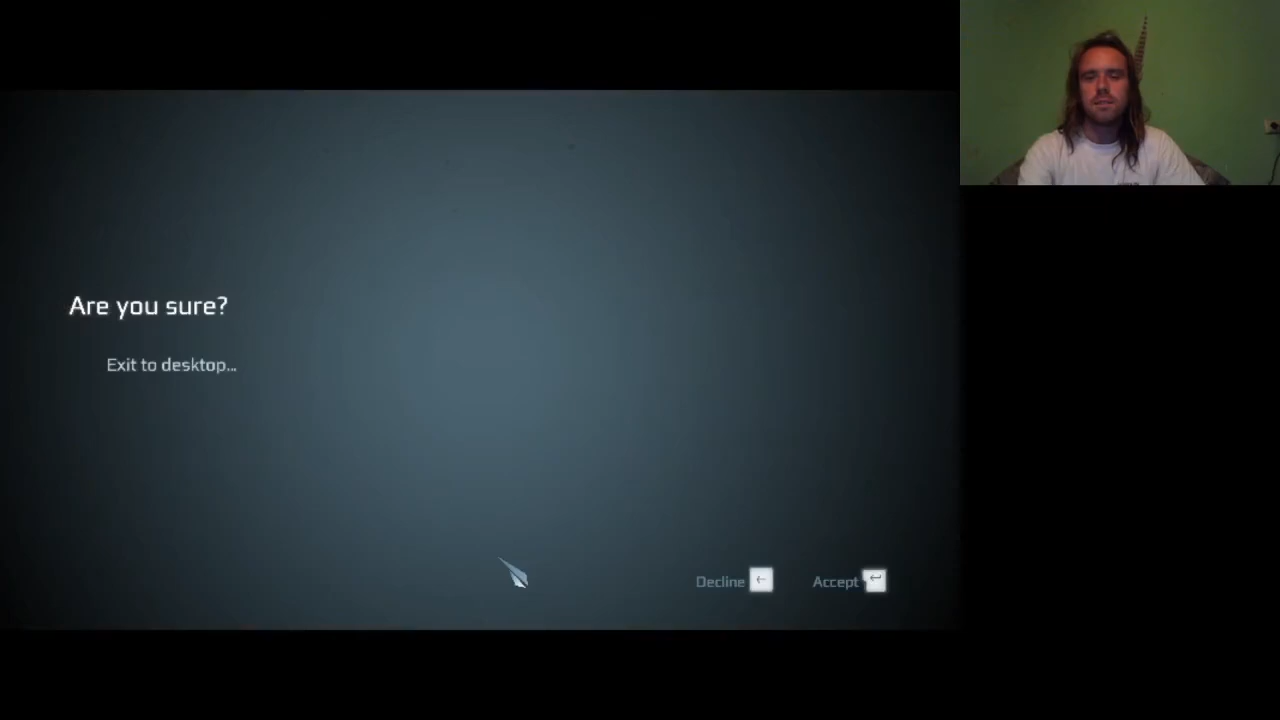 Are you sure?
Exit to desktop...
Decline ←
Accept ↵